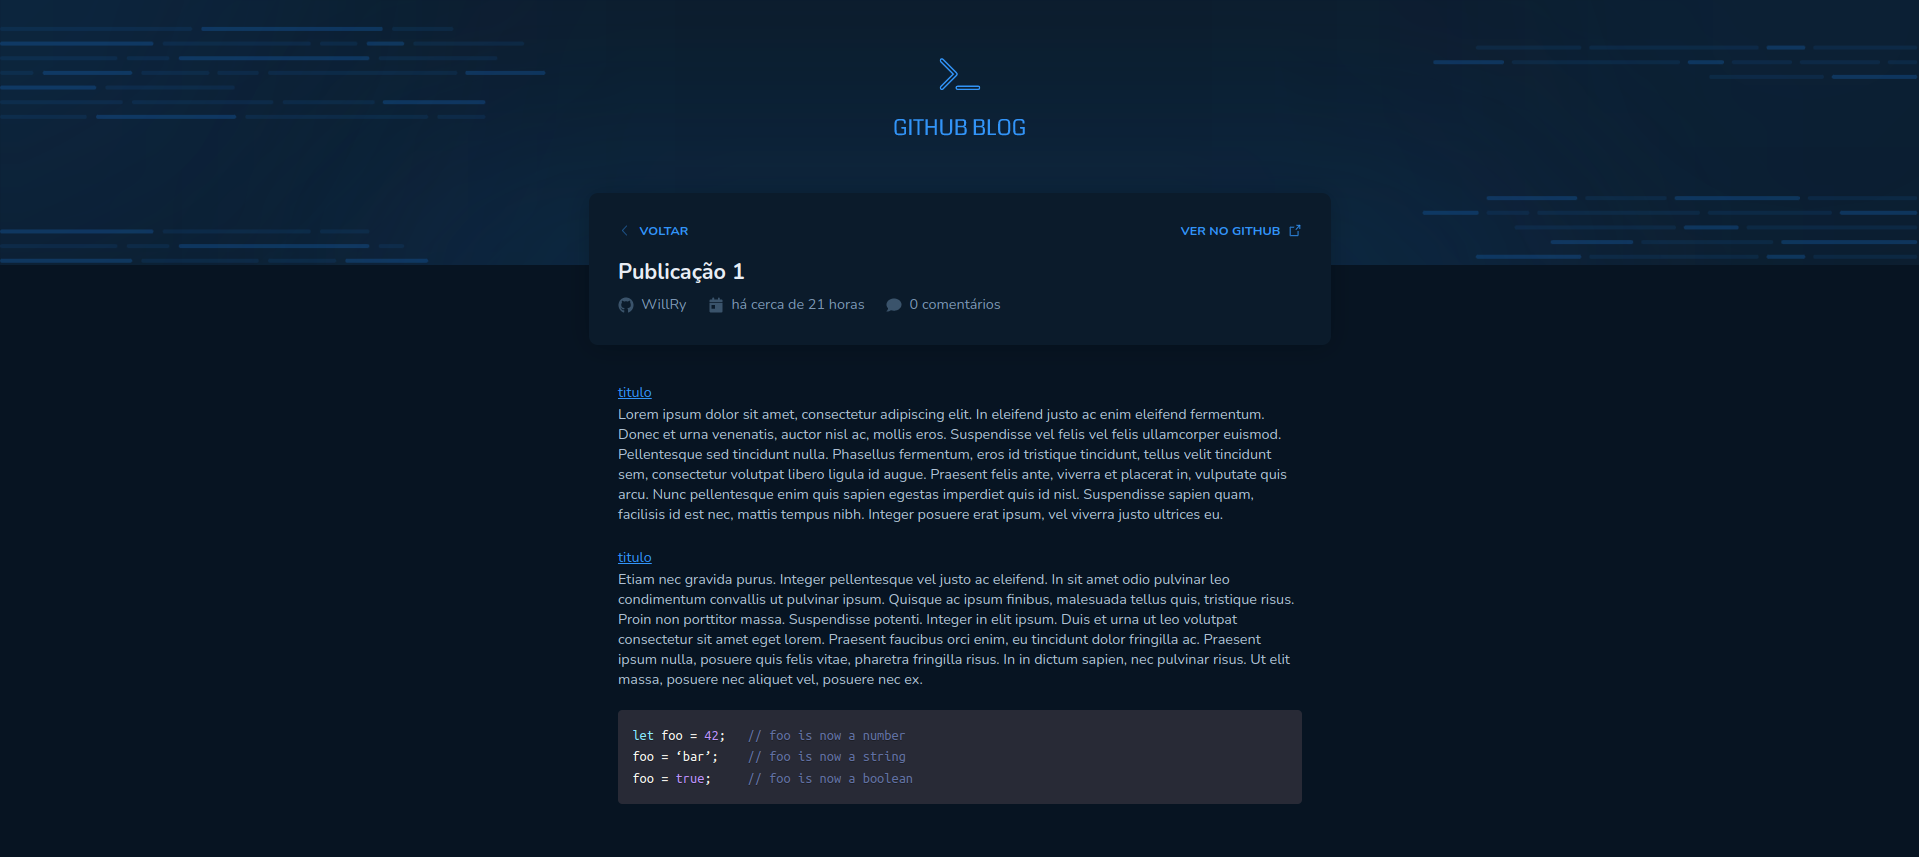 GITHUB BLOG
VOLTAR
VER NO GITHUB
Publicação 1
WillRy há cerca de 21 horas 0 comentários
titulo
Lorem ipsum dolor sit amet, consectetur adipiscing elit. In eleifend justo ac enim eleifend fermentum.
Donec et urna venenatis, auctor nisl ac, mollis eros. Suspendisse vel felis vel felis ullamcorper euismod.
Pellentesque sed tincidunt nulla. Phasellus fermentum, eros id tristique tincidunt, tellus velit tincidunt
sem, consectetur volutpat libero ligula id augue. Praesent felis ante, viverra et placerat in, vulputate quis
arcu. Nunc pellentesque enim quis sapien egestas imperdiet quis id nisl. Suspendisse sapien quam,
facilisis id est nec, mattis tempus nibh. Integer posuere erat ipsum, vel viverra justo ultrices eu.
titulo
Etiam nec gravida purus. Integer pellentesque vel justo ac eleifend. In sit amet odio pulvinar leo
condimentum convallis ut pulvinar ipsum. Quisque ac ipsum finibus, malesuada tellus quis, tristique risus.
Proin non porttitor massa. Suspendisse potenti. Integer in elit ipsum. Duis et urna ut leo volutpat
consectetur sit amet eget lorem. Praesent faucibus orci enim, eu tincidunt dolor fringilla ac. Praesent
ipsum nulla, posuere quis felis vitae, pharetra fringilla risus. In in dictum sapien, nec pulvinar risus. Ut elit
massa, posuere nec aliquet vel, posuere nec ex.
let foo = 42;   // foo is now a number
foo = ‘bar’;    // foo is now a string
foo = true;     // foo is now a boolean